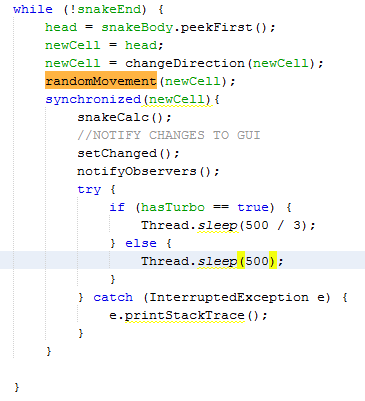 while (!snakeEnd) {
head = snakeBody.peekFirst();
newCell = head;
newCell = changeDirection(newCell);
randomMovement(newCell);
synchronized(newCell){
snakeCalc();
//NOTIFY CHANGES TO GUI
setChanged();
notifyObservers();
try {
if (hasTurbo == true) {
Thread.sleep(500 / 3);
} else {
Thread.sleep(500);
}
} catch (InterruptedException e) {
e.printStackTrace();
}
}
}